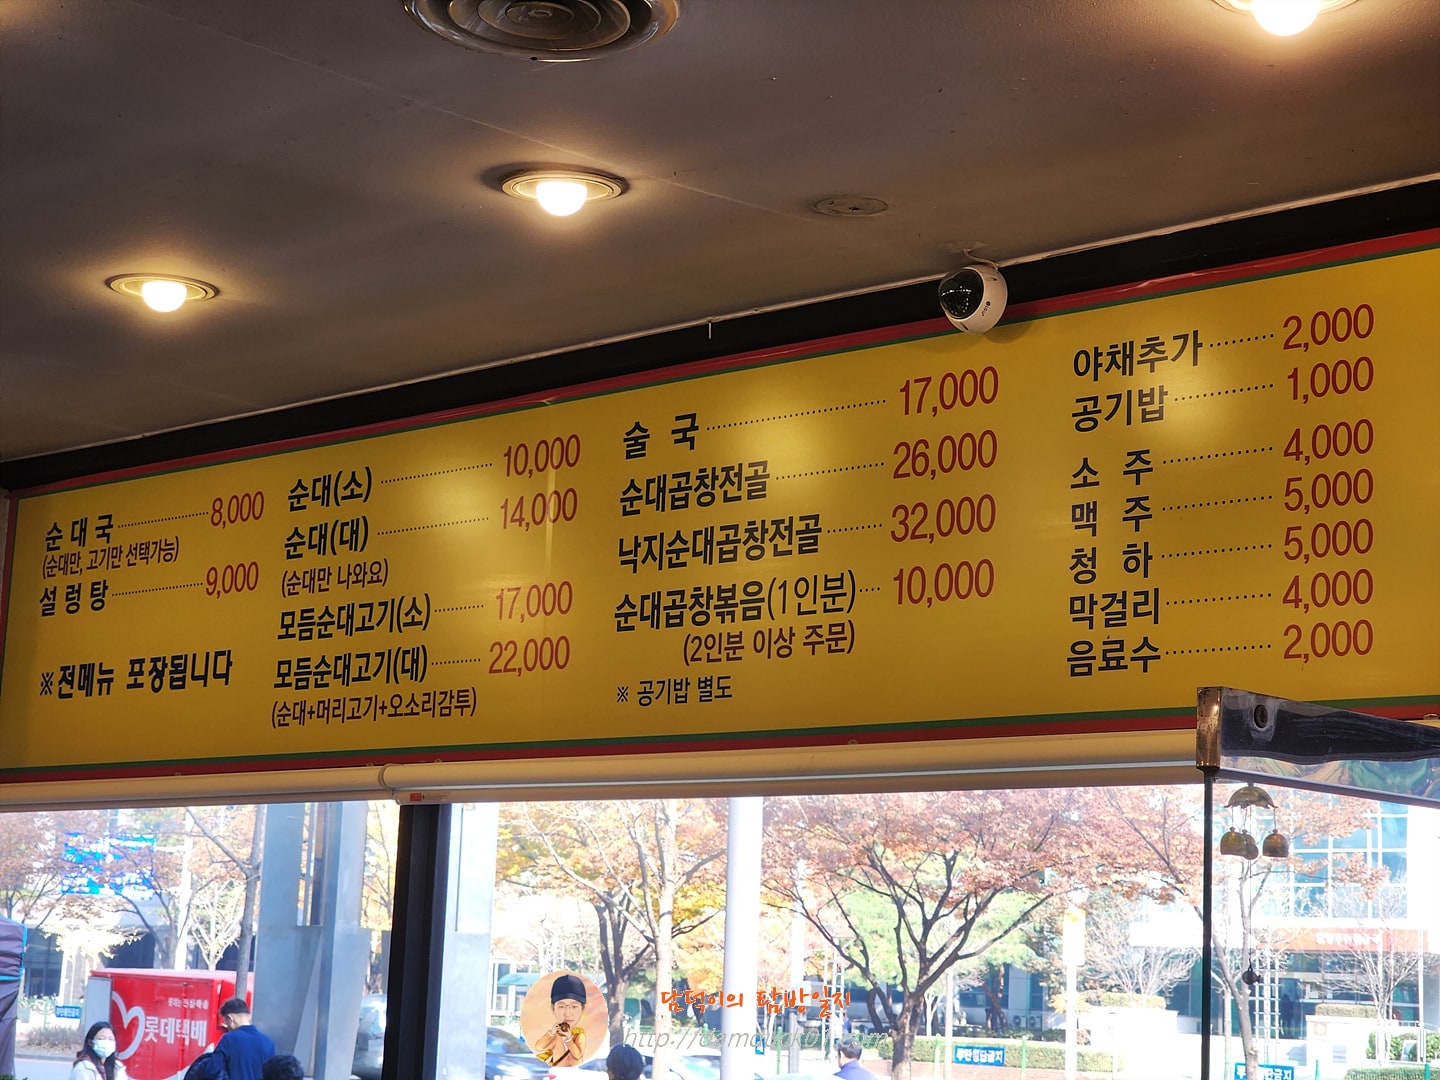 순대국 8,000
(순대만, 고기만 선택가능)
설렁탕 9,000
※전메뉴 포장됩니다
순대(소) 10,000
순대(대) 14,000
(순대만 나와요)
모듬순대고기(소) 17,000
모듬순대고기(대) 22,000
(순대+머리고기+오소리감투)
술국 17,000
순대곱창전골 26,000
낙지순대곱창전골 32,000
순대곱창볶음(1인분) 10,000
(2인분 이상 주문)
※ 공기밥 별도
야채추가 2,000
공기밥 1,000
소주 4,000
맥주 5,000
청하 5,000
막걸리 4,000
음료수 2,000
롯데택배